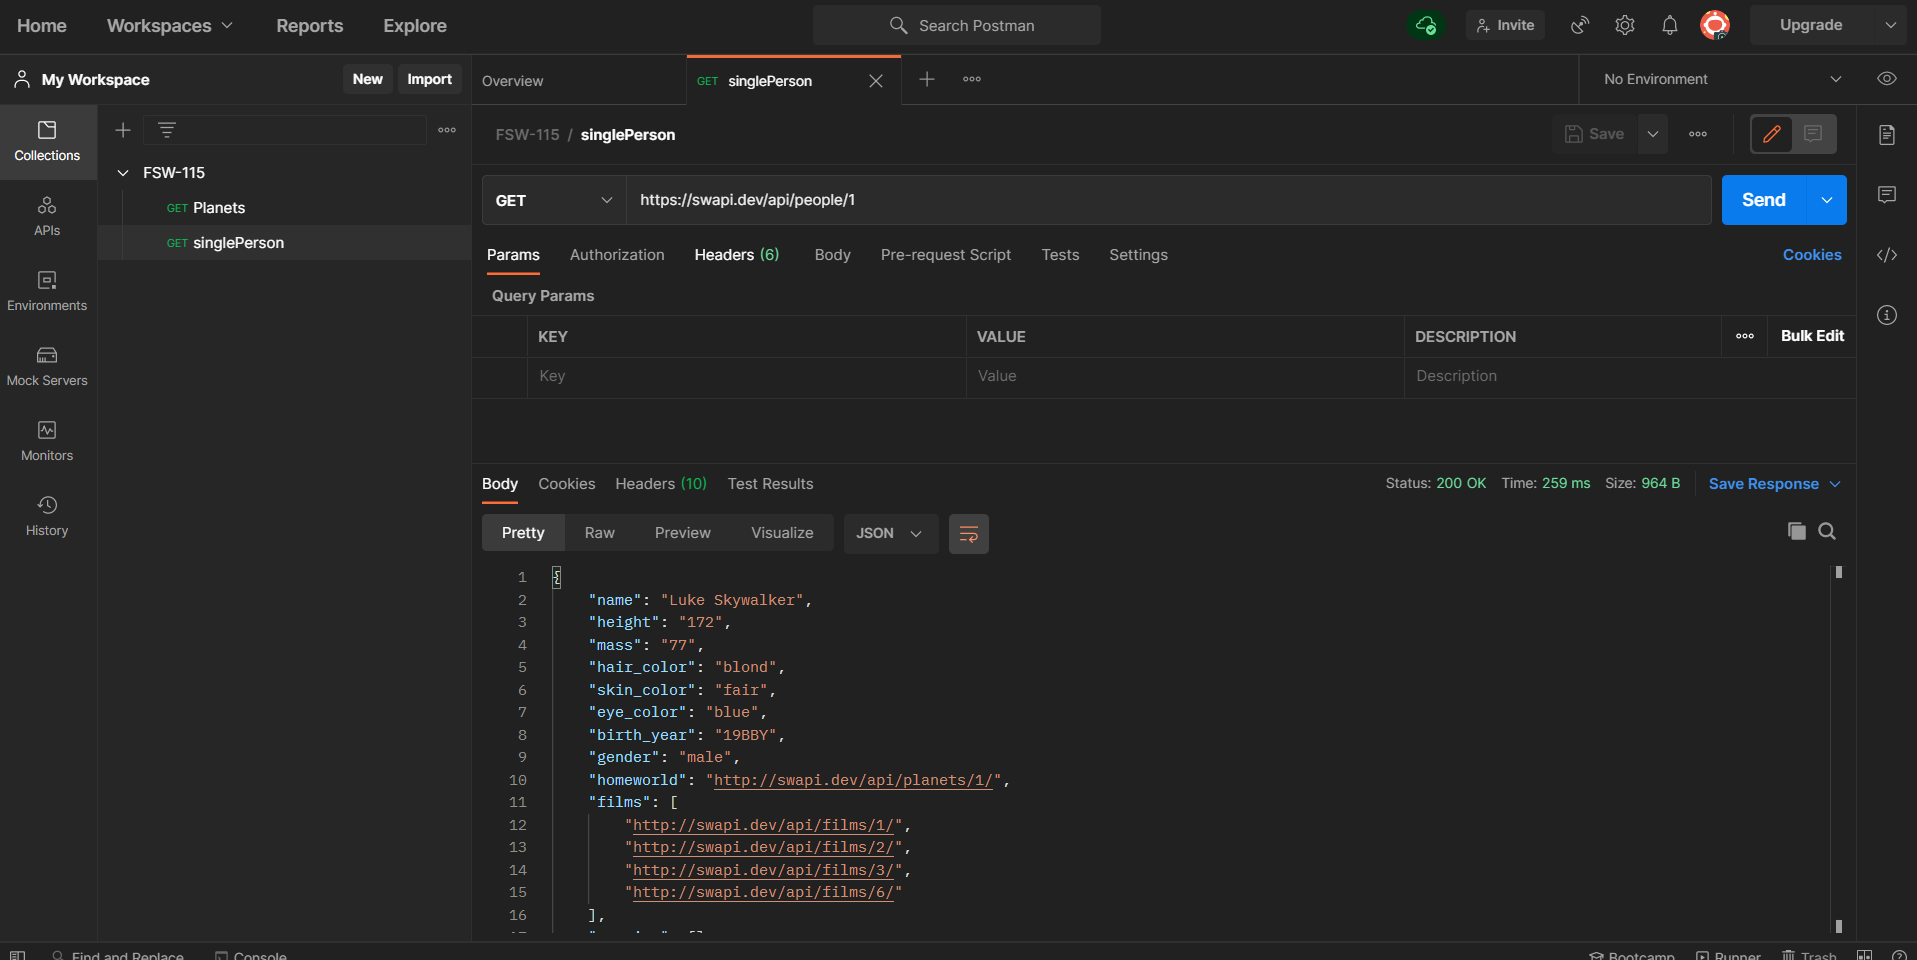 Home Workspaces Reports Explore Search Postman Invite Upgrade
My Workspace New Import Overview GET singlePerson No Environment
Collections
APIs
Environments
Mock Servers
Monitors
History
FSW-115
GET Planets
GET singlePerson
FSW-115 / singlePerson Save
GET https://swapi.dev/api/people/1 Send
Params Authorization Headers (6) Body Pre-request Script Tests Settings Cookies
Query Params
KEY VALUE DESCRIPTION Bulk Edit
Key Value Description
Body Cookies Headers (10) Test Results Status: 200 OK Time: 259 ms Size: 964 B Save Response
Pretty Raw Preview Visualize JSON
1 {
2 "name": "Luke Skywalker",
3 "height": "172",
4 "mass": "77",
5 "hair_color": "blond",
6 "skin_color": "fair",
7 "eye_color": "blue",
8 "birth_year": "19BBY",
9 "gender": "male",
10 "homeworld": "http://swapi.dev/api/planets/1/",
11 "films": [
12 "http://swapi.dev/api/films/1/",
13 "http://swapi.dev/api/films/2/",
14 "http://swapi.dev/api/films/3/",
15 "http://swapi.dev/api/films/6/"
16 ],
Find and Replace Console Bootcamp Runner Trash